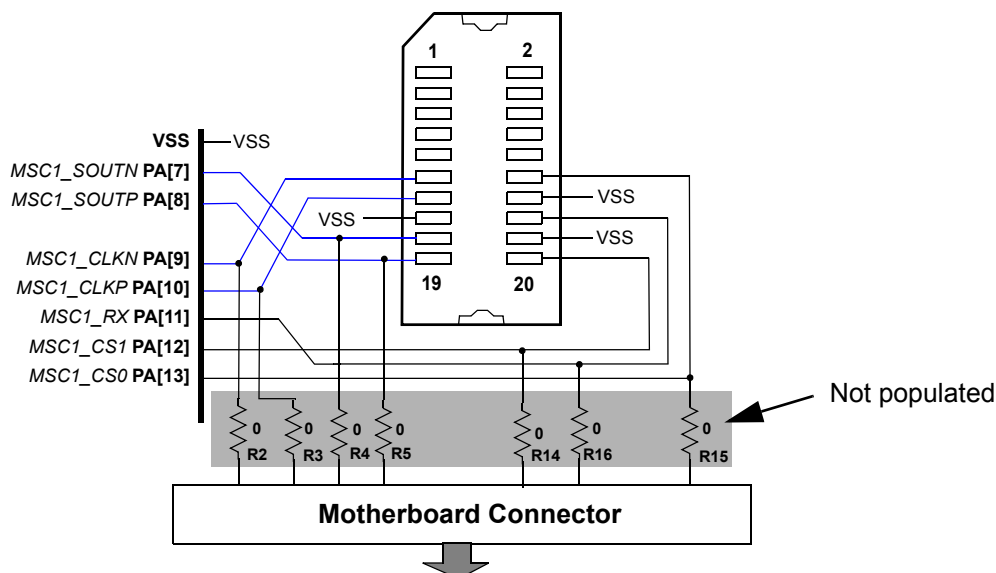 1 2
VSS VSS
MSC1_SOUTN PA[7]
MSC1_SOUTP PA[8]
VSS
VSS
VSS
MSC1_CLKN PA[9]
MSC1_CLKP PA[10]
19 20
MSC1_RX PA[11]
MSC1_CS1 PA[12]
MSC1_CS0 PA[13]
Not populated
0 0 0 0 0 0 0
R2 R3 R4 R5 R14 R16 R15
Motherboard Connector